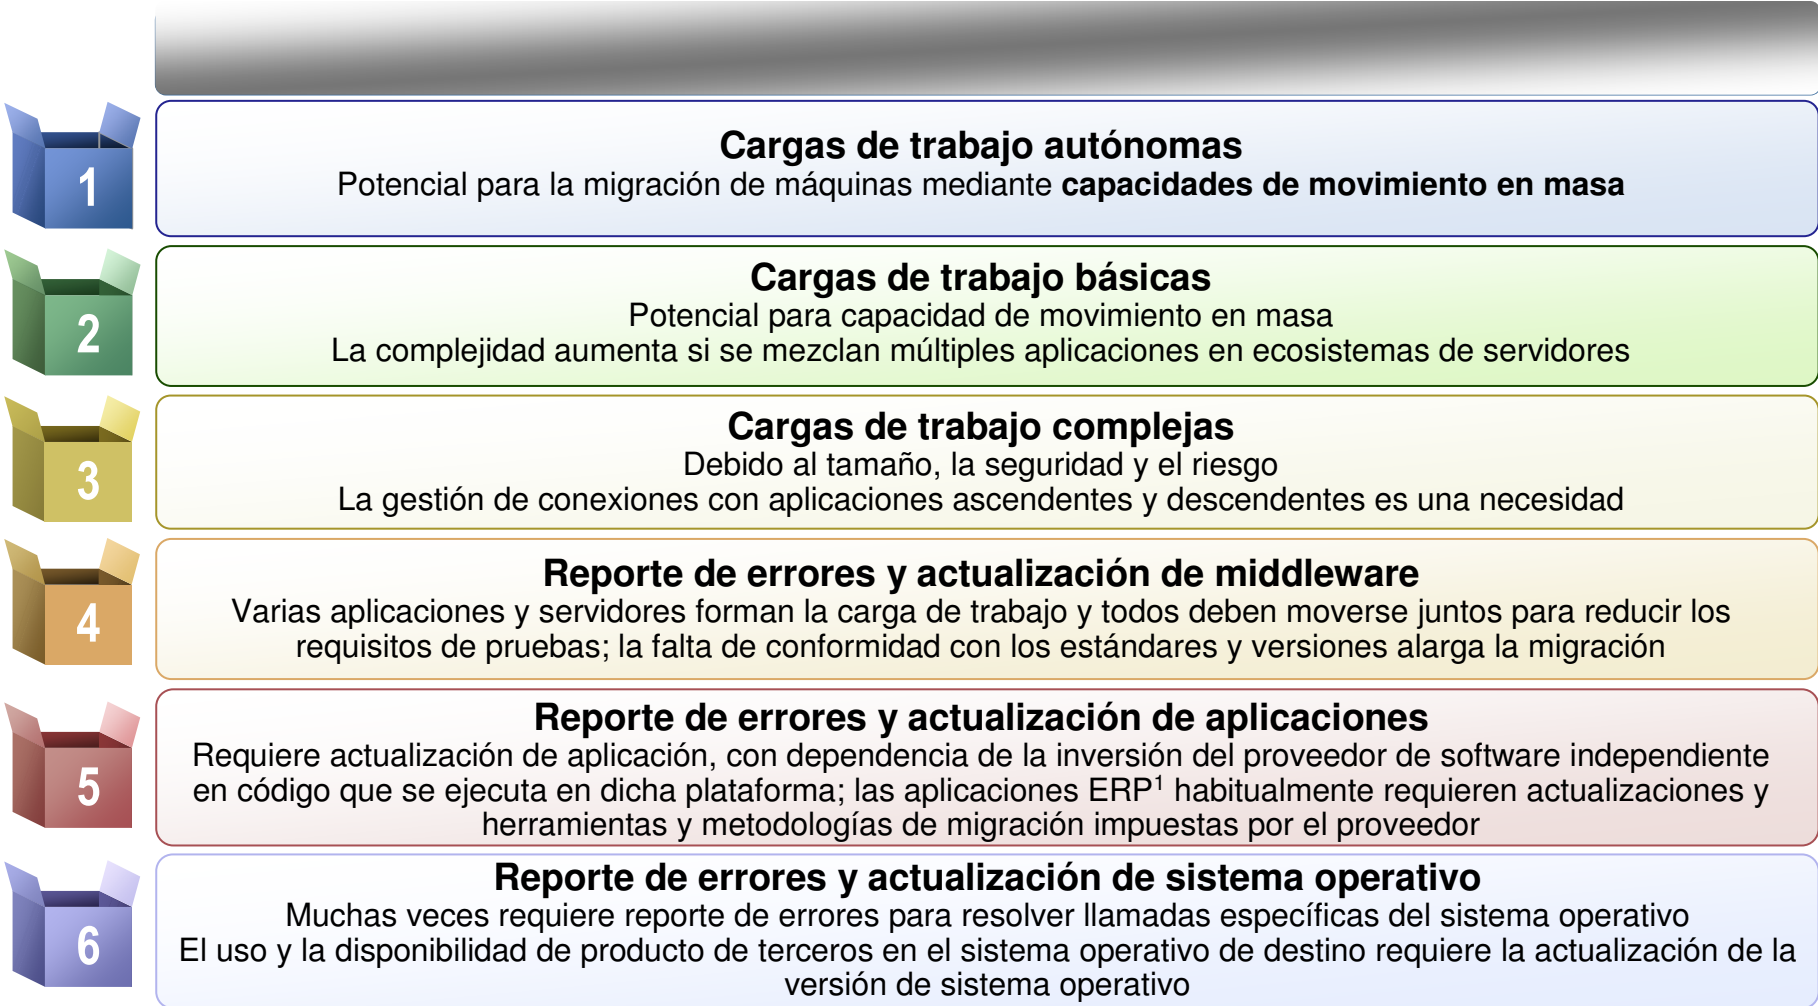 1
Cargas de trabajo autónomas
Potencial para la migración de máquinas mediante capacidades de movimiento en masa
2
Cargas de trabajo básicas
Potencial para capacidad de movimiento en masa
La complejidad aumenta si se mezclan múltiples aplicaciones en ecosistemas de servidores
3
Cargas de trabajo complejas
Debido al tamaño, la seguridad y el riesgo
La gestión de conexiones con aplicaciones ascendentes y descendentes es una necesidad
4
Reporte de errores y actualización de middleware
Varias aplicaciones y servidores forman la carga de trabajo y todos deben moverse juntos para reducir los
requisitos de pruebas; la falta de conformidad con los estándares y versiones alarga la migración
5
Reporte de errores y actualización de aplicaciones
Requiere actualización de aplicación, con dependencia de la inversión del proveedor de software independiente
en código que se ejecuta en dicha plataforma; las aplicaciones ERP¹ habitualmente requieren actualizaciones y
herramientas y metodologías de migración impuestas por el proveedor
6
Reporte de errores y actualización de sistema operativo
Muchas veces requiere reporte de errores para resolver llamadas específicas del sistema operativo
El uso y la disponibilidad de producto de terceros en el sistema operativo de destino requiere la actualización de la
versión de sistema operativo